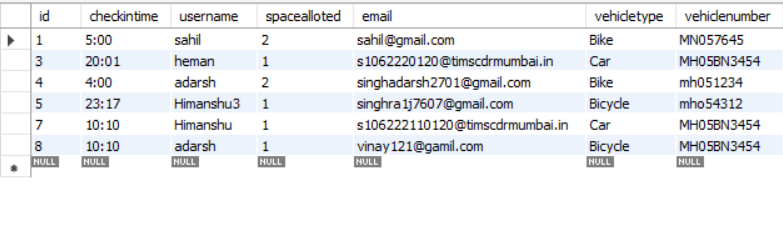 id checkintime username spacealloted email vehicletype vehiclenumber
1 5:00 sahil 2 sahil@gmail.com Bike MN057645
3 20:01 heman 1 s1062220120@timscdrmumbai.in Car MH05BN3454
4 4:00 adarsh 2 singhadarsh2701@gmail.com Bike mh051234
5 23:17 Himanshu3 1 singhra1j7607@gmail.com Bicycle mho54312
7 10:10 Himanshu 1 s106222110120@timscdrmumbai.in Car MH05BN3454
8 10:10 adarsh 1 vinay121@gamil.com Bicycle MH05BN3454
NULL NULL NULL NULL NULL NULL NULL